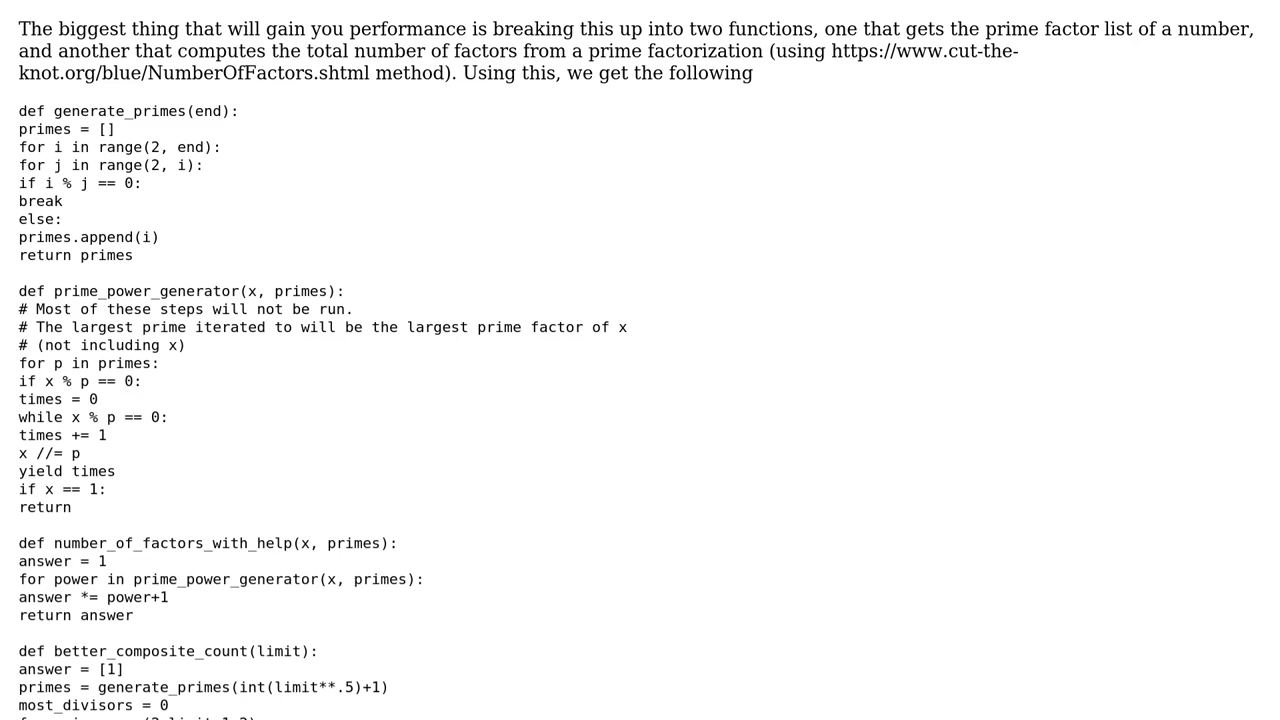 The biggest thing that will gain you performance is breaking this up into two functions, one that gets the prime factor list of a number,
and another that computes the total number of factors from a prime factorization (using https://www.cut-the-
knot.org/blue/NumberOfFactors.shtml method). Using this, we get the following
def generate_primes(end):
primes = []
for i in range(2, end):
for j in range(2, i):
if i % j == 0:
break
else:
primes.append(i)
return primes
def prime_power_generator(x, primes):
# Most of these steps will not be run.
# The largest prime iterated to will be the largest prime factor of x
# (not including x)
for p in primes:
if x % p == 0:
times = 0
while x % p == 0:
times += 1
x //= p
yield times
if x == 1:
return
def number_of_factors_with_help(x, primes):
answer = 1
for power in prime_power_generator(x, primes):
answer *= power+1
return answer
def better_composite_count(limit):
answer = [1]
primes = generate_primes(int(limit**.5)+1)
most_divisors = 0